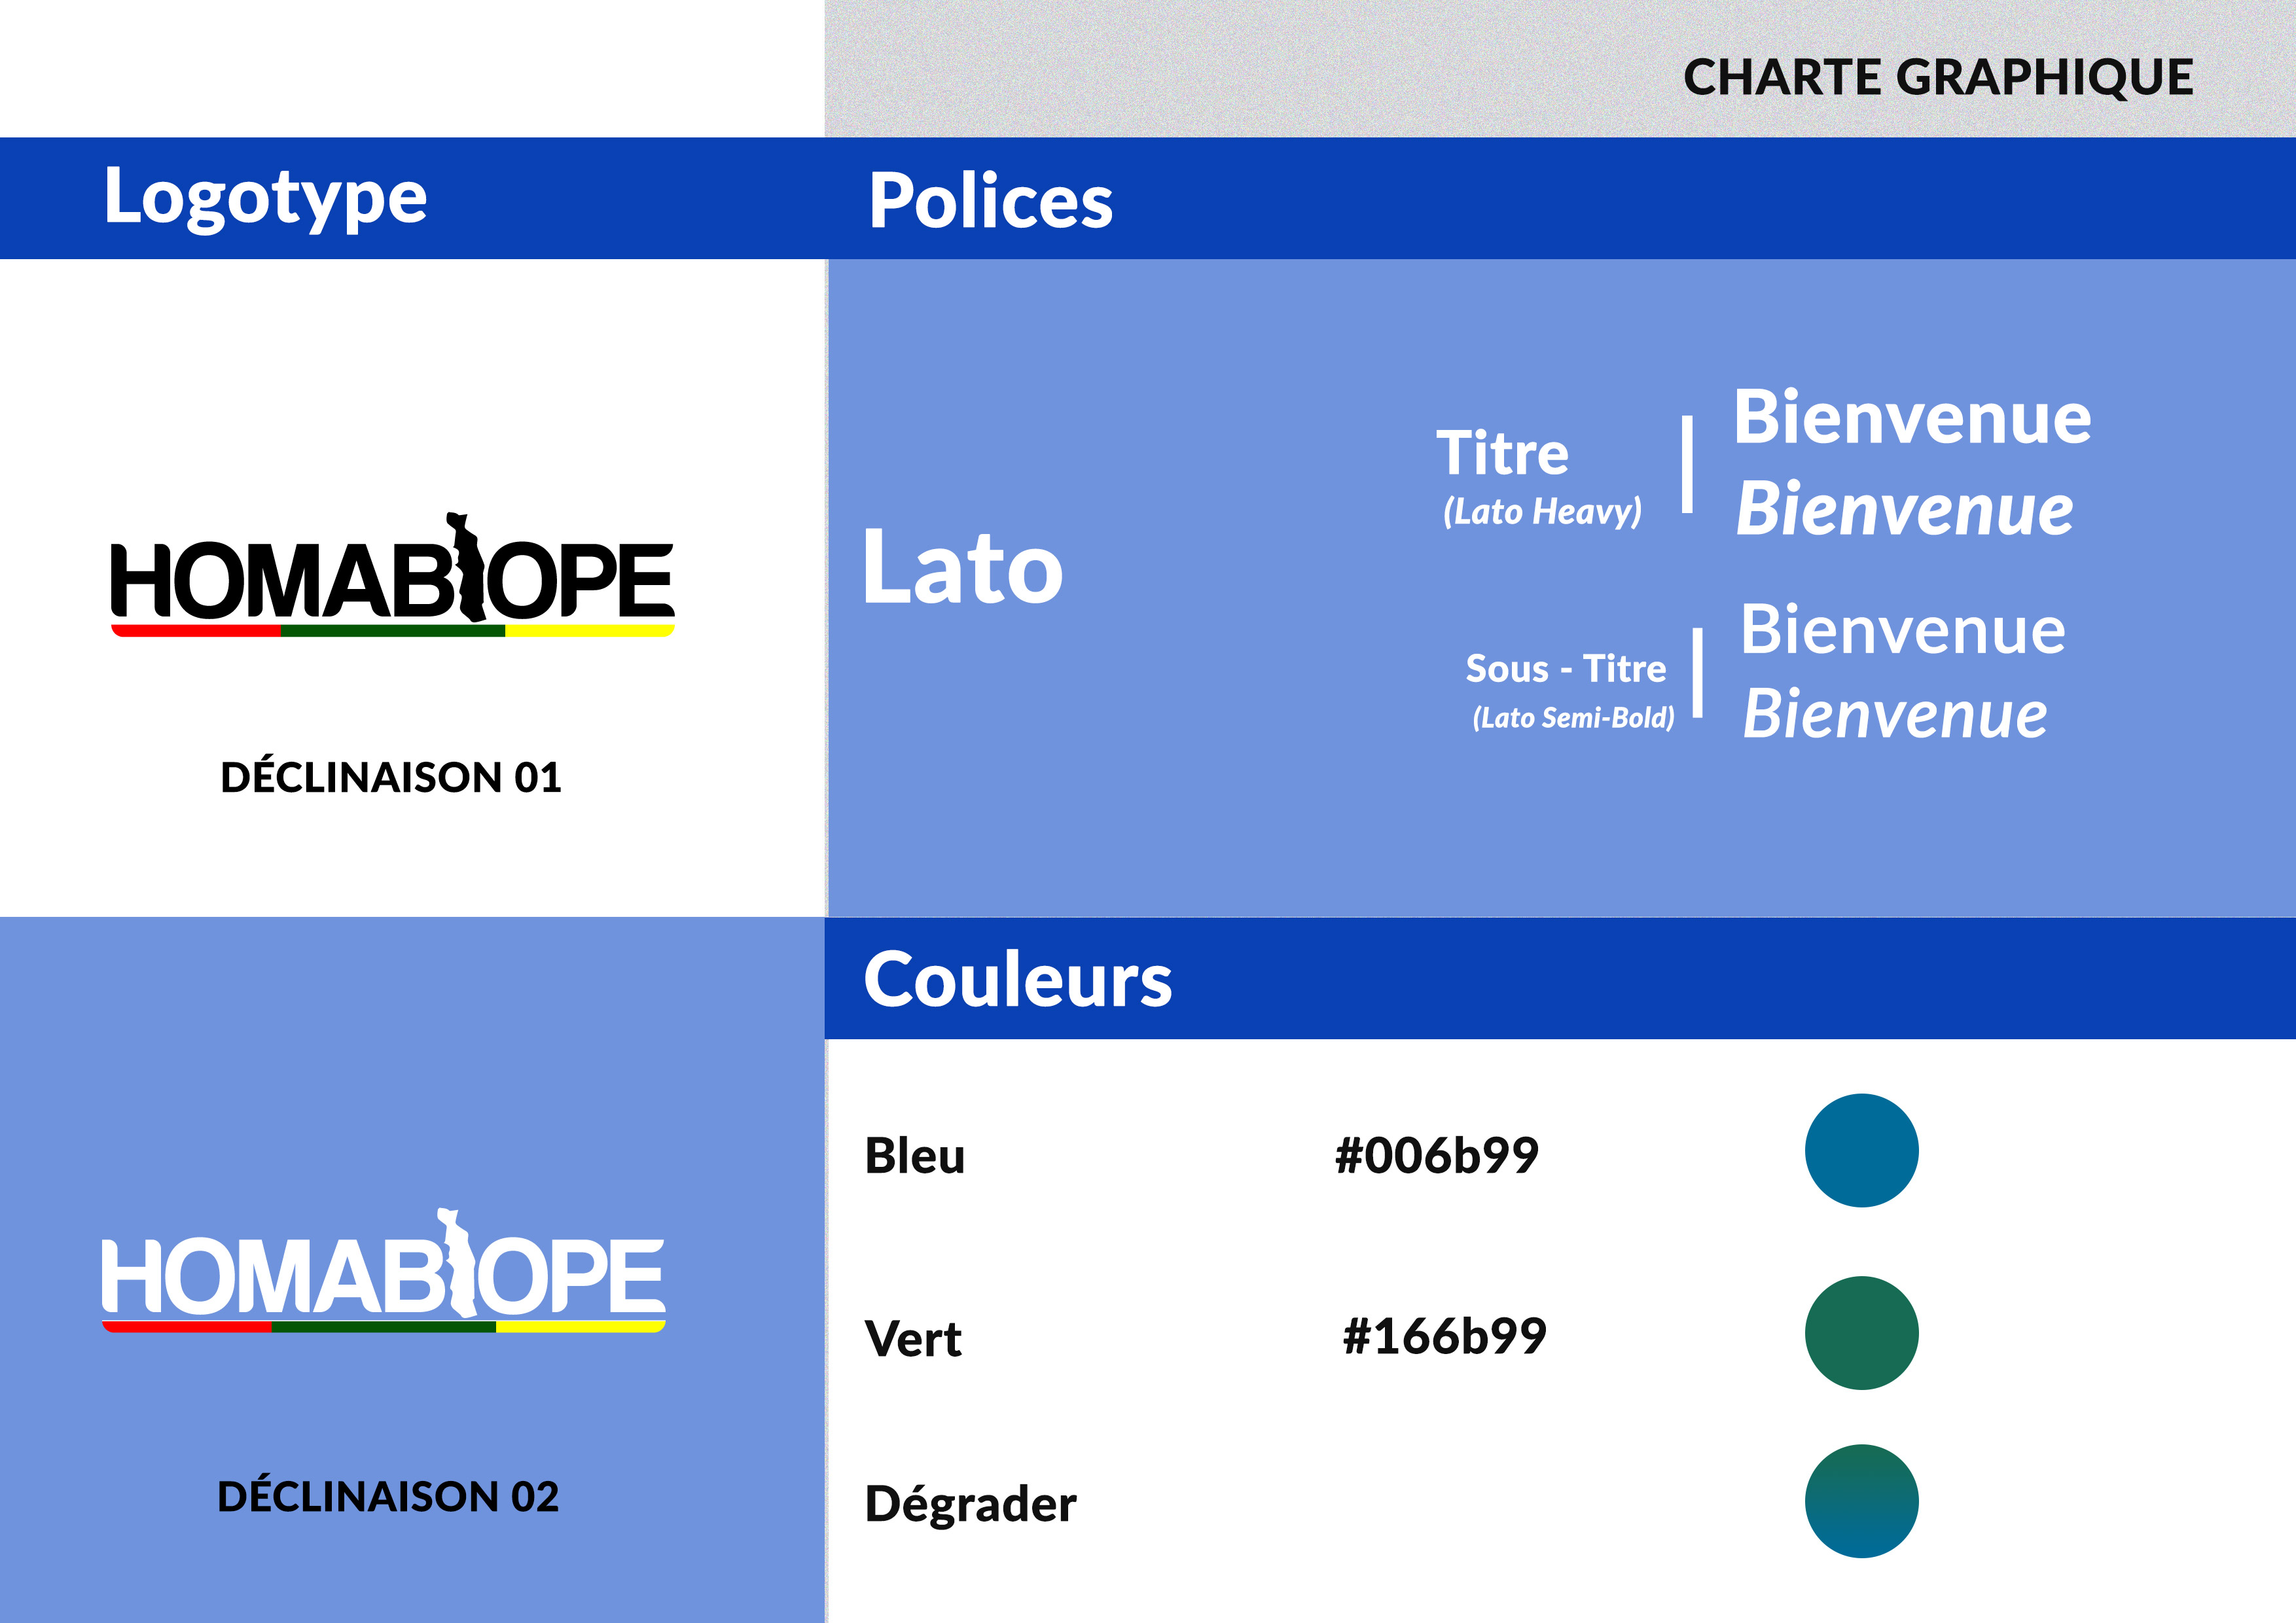 CHARTE GRAPHIQUE
Logotype
Polices
HOMABIOPE
DÉCLINAISON 01
Lato
Titre
(Lato Heavy)
Bienvenue
Bienvenue
Sous - Titre
(Lato Semi-Bold)
Bienvenue
Bienvenue
HOMABIOPE
DÉCLINAISON 02
Couleurs
Bleu #006b99
Vert #166b99
Dégrader